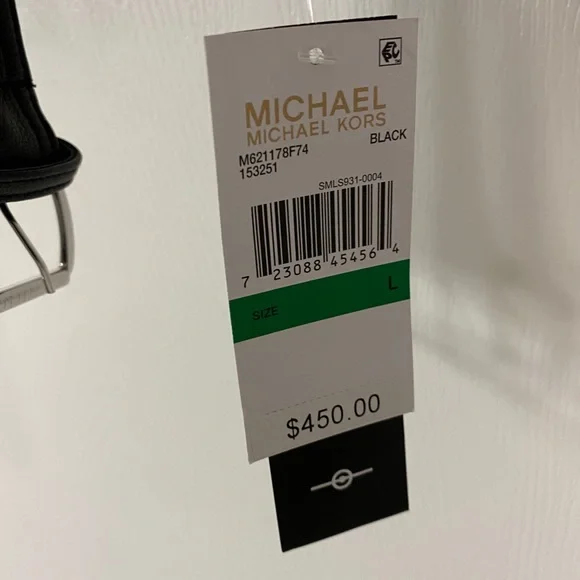 MICHAEL
MICHAEL KORS
M621178F74 BLACK
153251
SMLS931-0004
7 23088 45456 4
SIZE L
$450.00